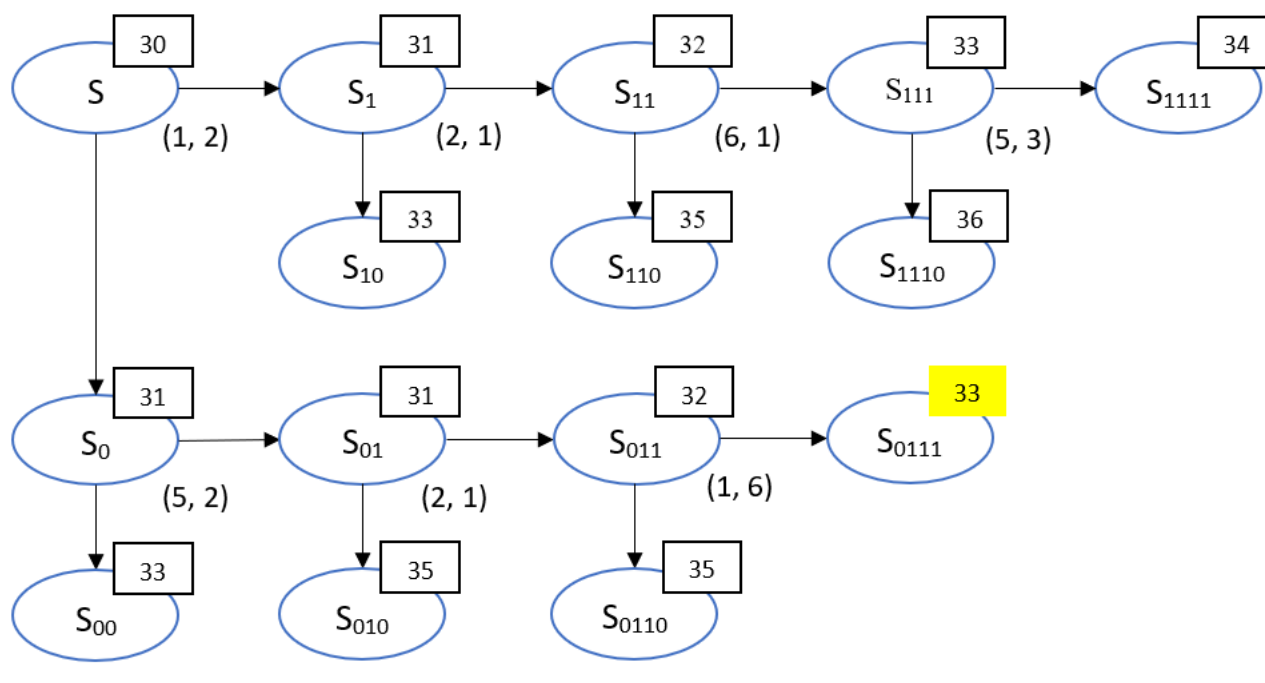 30 31 32 33 34
S S₁ S₁₁ S₁₁₁ S₁₁₁₁
(1, 2) (2, 1) (6, 1) (5, 3)
33 35 36
S₁₀ S₁₁₀ S₁₁₁₀
31 31 32 33
S₀ S₀₁ S₀₁₁ S₀₁₁₁
(5, 2) (2, 1) (1, 6)
33 35 35
S₀₀ S₀₁₀ S₀₁₁₀